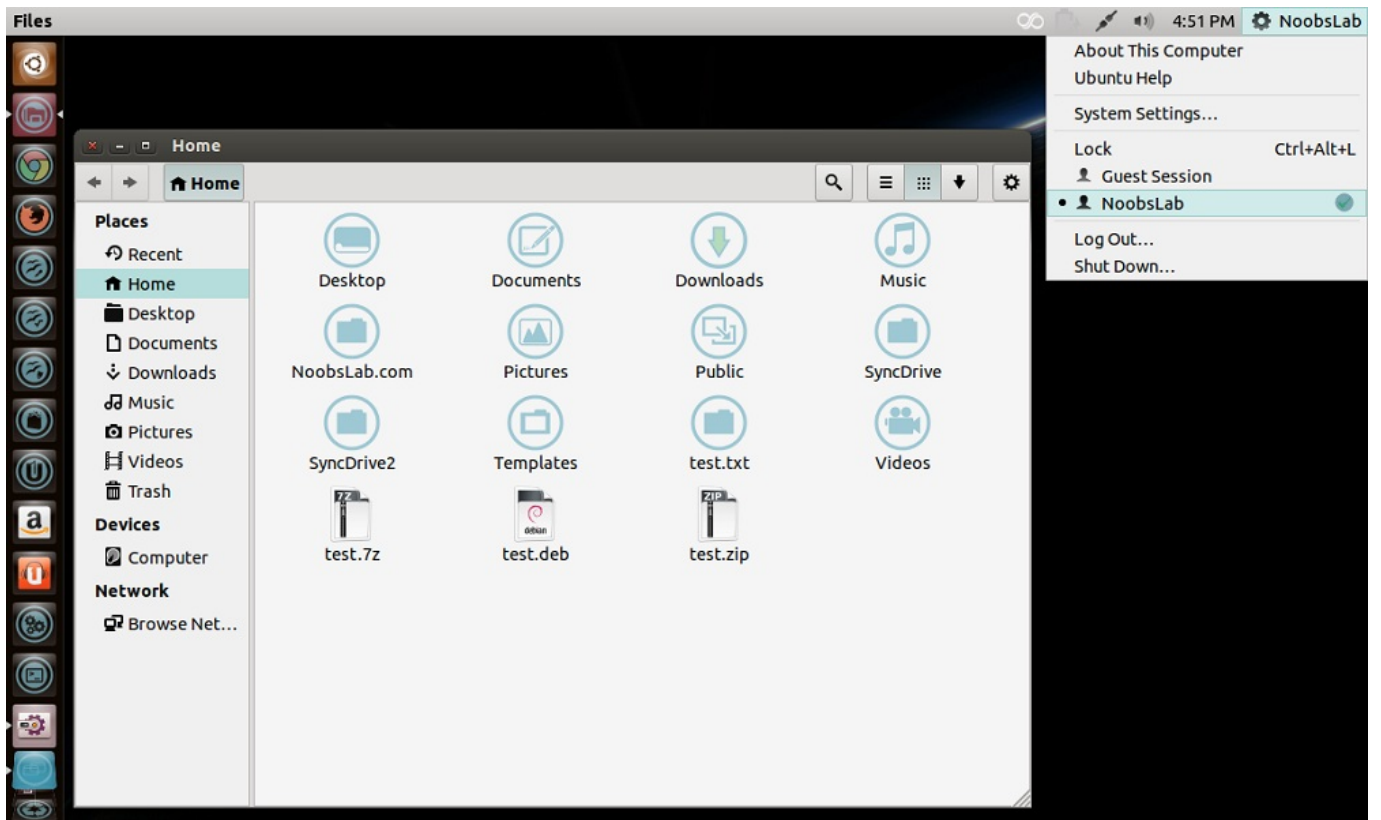 Files
4:51 PM NoobsLab
About This Computer
Ubuntu Help
System Settings...
Lock Ctrl+Alt+L
Guest Session
NoobsLab
Log Out...
Shut Down...
Home
Home
Places
Recent
Home
Desktop
Documents
Downloads
Music
Pictures
Videos
Trash
Devices
Computer
Network
Browse Net...
Desktop Documents Downloads Music
NoobsLab.com Pictures Public SyncDrive
SyncDrive2 Templates test.txt Videos
7Z debian ZIP
test.7z test.deb test.zip